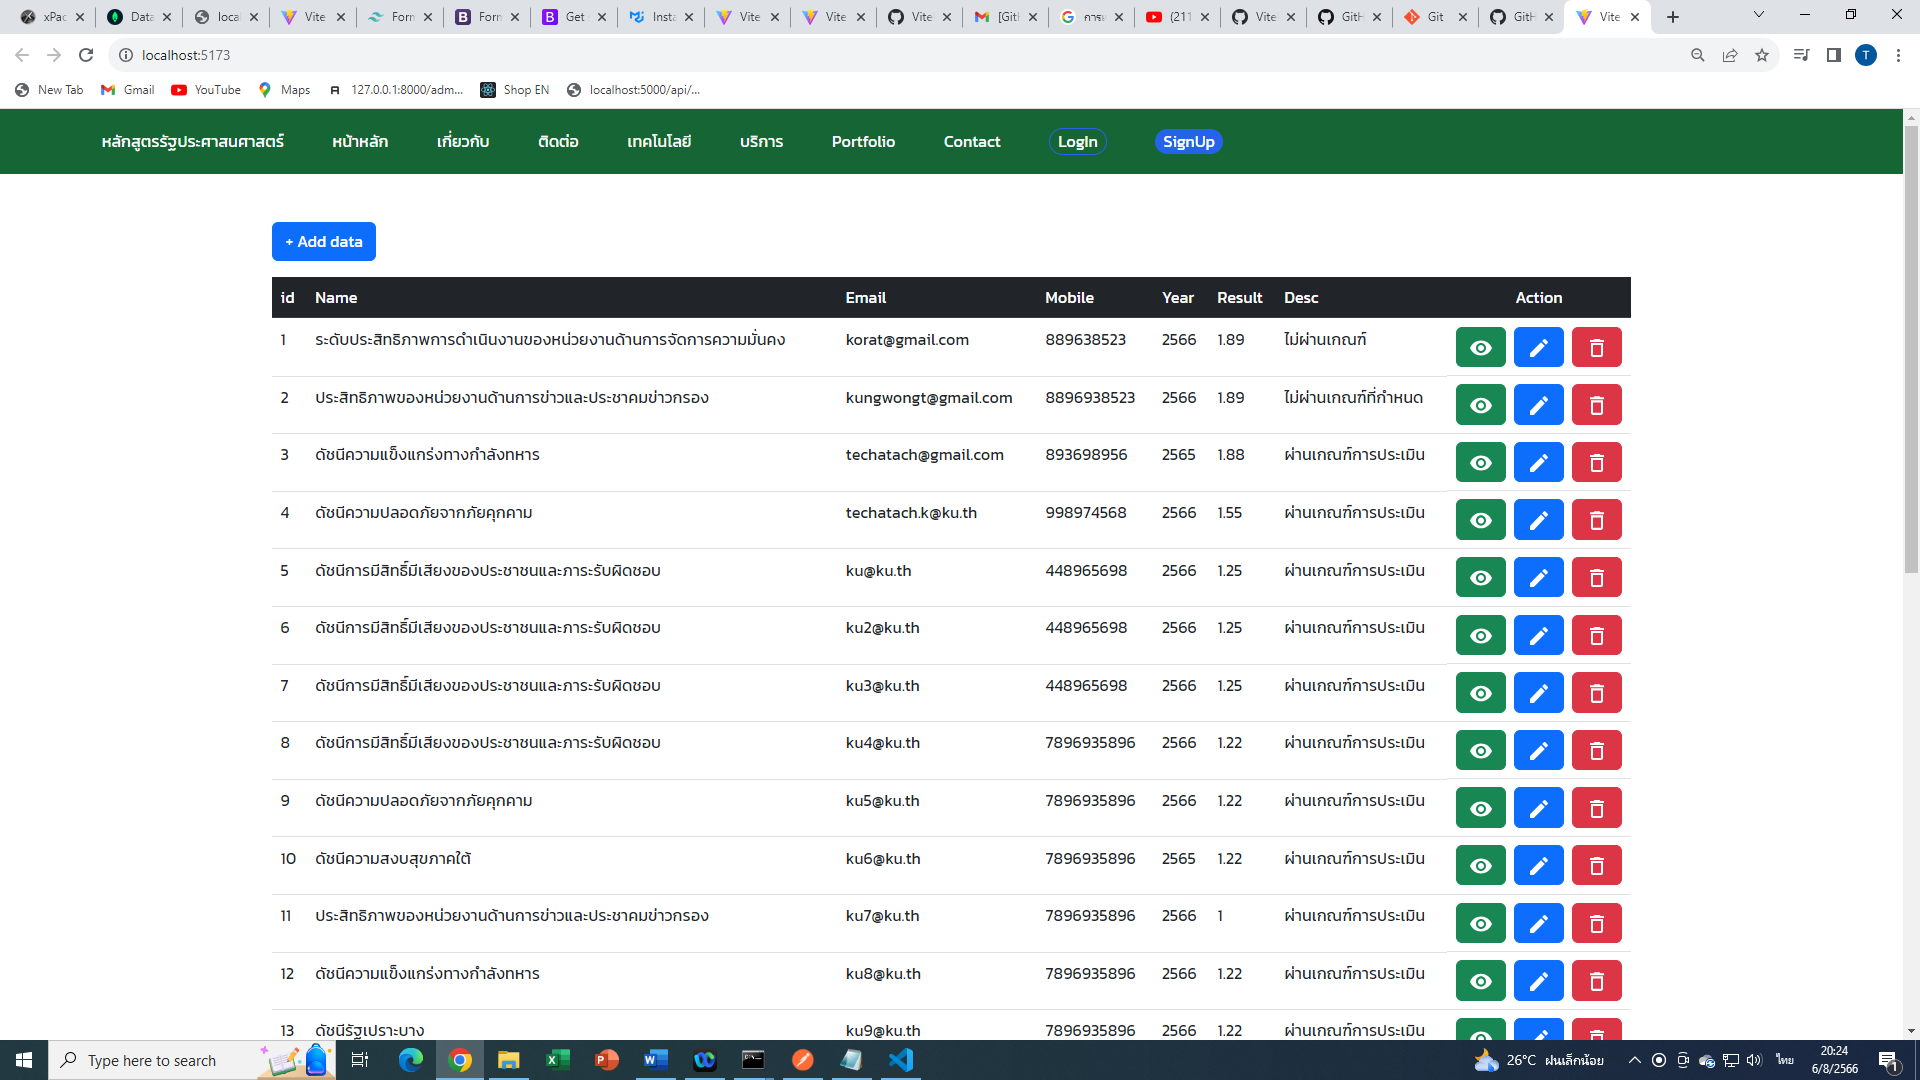 xPac Data local Vite Form Form Get Insta Vite Vite Vite [Git การเ (211 Vite GitH Git GitH Vite
localhost:5173
New Tab Gmail YouTube Maps 127.0.0.1:8000/adm... Shop EN localhost:5000/api/...
หลักสูตรรัฐประศาสนศาสตร์ หน้าหลัก เกี่ยวกับ ติดต่อ เทคโนโลยี บริการ Portfolio Contact LogIn SignUp
+ Add data
id Name Email Mobile Year Result Desc Action
1 ระดับประสิทธิภาพการดำเนินงานของหน่วยงานด้านการจัดการความมั่นคง korat@gmail.com 889638523 2566 1.89 ไม่ผ่านเกณฑ์
2 ประสิทธิภาพของหน่วยงานด้านการข่าวและประชาคมข่าวกรอง kungwongt@gmail.com 8896938523 2566 1.89 ไม่ผ่านเกณฑ์ที่กำหนด
3 ดัชนีความแข็งแกร่งทางกำลังทหาร techatach@gmail.com 893698956 2565 1.88 ผ่านเกณฑ์การประเมิน
4 ดัชนีความปลอดภัยจากภัยคุกคาม techatach.k@ku.th 998974568 2566 1.55 ผ่านเกณฑ์การประเมิน
5 ดัชนีการมีสิทธิ์มีเสียงของประชาชนและภาระรับผิดชอบ ku@ku.th 448965698 2566 1.25 ผ่านเกณฑ์การประเมิน
6 ดัชนีการมีสิทธิ์มีเสียงของประชาชนและภาระรับผิดชอบ ku2@ku.th 448965698 2566 1.25 ผ่านเกณฑ์การประเมิน
7 ดัชนีการมีสิทธิ์มีเสียงของประชาชนและภาระรับผิดชอบ ku3@ku.th 448965698 2566 1.25 ผ่านเกณฑ์การประเมิน
8 ดัชนีการมีสิทธิ์มีเสียงของประชาชนและภาระรับผิดชอบ ku4@ku.th 7896935896 2566 1.22 ผ่านเกณฑ์การประเมิน
9 ดัชนีความปลอดภัยจากภัยคุกคาม ku5@ku.th 7896935896 2566 1.22 ผ่านเกณฑ์การประเมิน
10 ดัชนีความสงบสุขภาคใต้ ku6@ku.th 7896935896 2565 1.22 ผ่านเกณฑ์การประเมิน
11 ประสิทธิภาพของหน่วยงานด้านการข่าวและประชาคมข่าวกรอง ku7@ku.th 7896935896 2566 1 ผ่านเกณฑ์การประเมิน
12 ดัชนีความแข็งแกร่งทางกำลังทหาร ku8@ku.th 7896935896 2566 1.22 ผ่านเกณฑ์การประเมิน
13 ดัชนีรัฐเปราะบาง ku9@ku.th 7896935896 2566 1.22 ผ่านเกณฑ์การประเมิน
Type here to search 26°C ฝนเล็กน้อย ไทย 20:24
6/8/2566 1